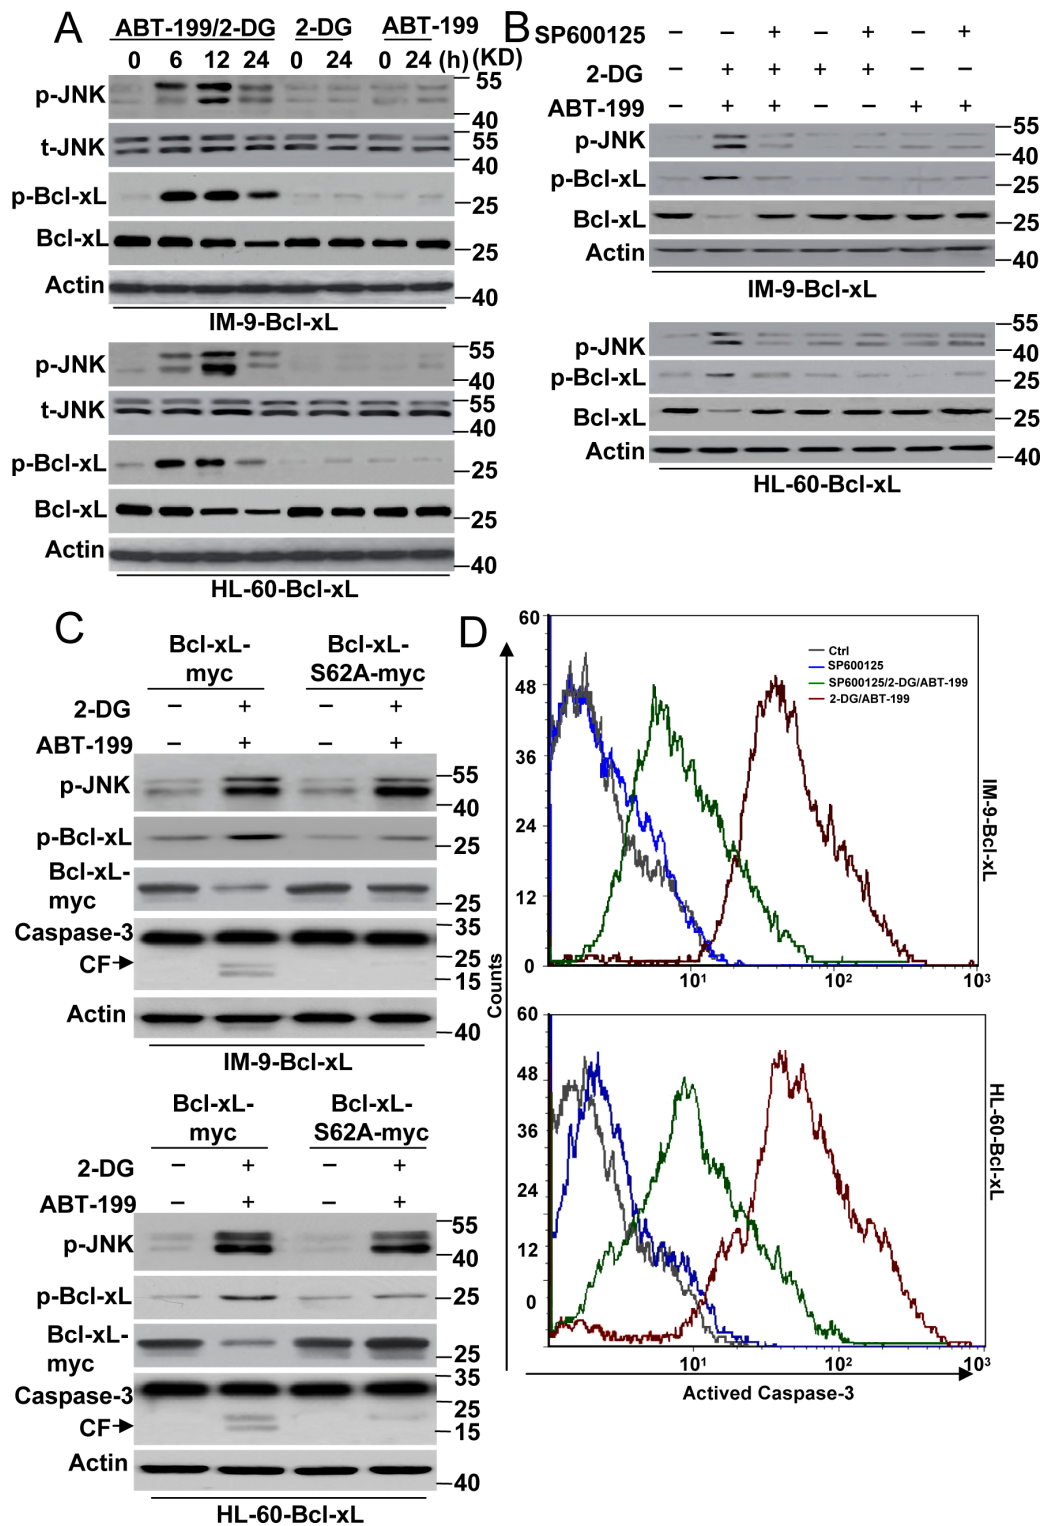 A
ABT-199/2-DG 2-DG ABT-199
0 6 12 24 0 24 0 24 (h) (KD)
p-JNK 55
40
t-JNK 55
40
p-Bcl-xL 25
Bcl-xL 25
Actin 40
IM-9-Bcl-xL
p-JNK 55
40
t-JNK 55
40
p-Bcl-xL 25
Bcl-xL 25
Actin 40
HL-60-Bcl-xL
B
SP600125 − − + − + − +
2-DG − + + + + − −
ABT-199 − + + − − + +
p-JNK 55
40
p-Bcl-xL 25
Bcl-xL 25
Actin 40
IM-9-Bcl-xL
p-JNK 55
40
p-Bcl-xL 25
Bcl-xL 25
Actin 40
HL-60-Bcl-xL
C
Bcl-xL-myc Bcl-xL-S62A-myc
2-DG − + − +
ABT-199 − + − +
p-JNK 55
40
p-Bcl-xL 25
Bcl-xL-myc 25
Caspase-3 35
CF 25
15
Actin 40
IM-9-Bcl-xL
Bcl-xL-myc Bcl-xL-S62A-myc
2-DG − + − +
ABT-199 − + − +
p-JNK 55
40
p-Bcl-xL 25
Bcl-xL-myc 25
Caspase-3 35
CF 25
15
Actin 40
HL-60-Bcl-xL
D
60
48
36
24
12
0
Ctrl
SP600125
SP600125/2-DG/ABT-199
2-DG/ABT-199
10¹ 10² 10³
IM-9-Bcl-xL
Counts
60
48
36
24
12
0
10¹ 10² 10³
HL-60-Bcl-xL
Actived Caspase-3